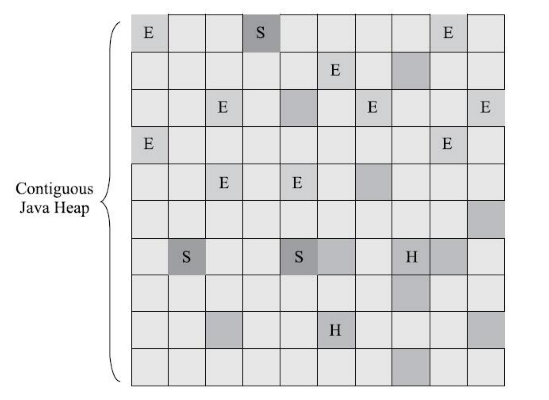 E S E
E
E E E
E E
E E
Contiguous
Java Heap
S S H
H